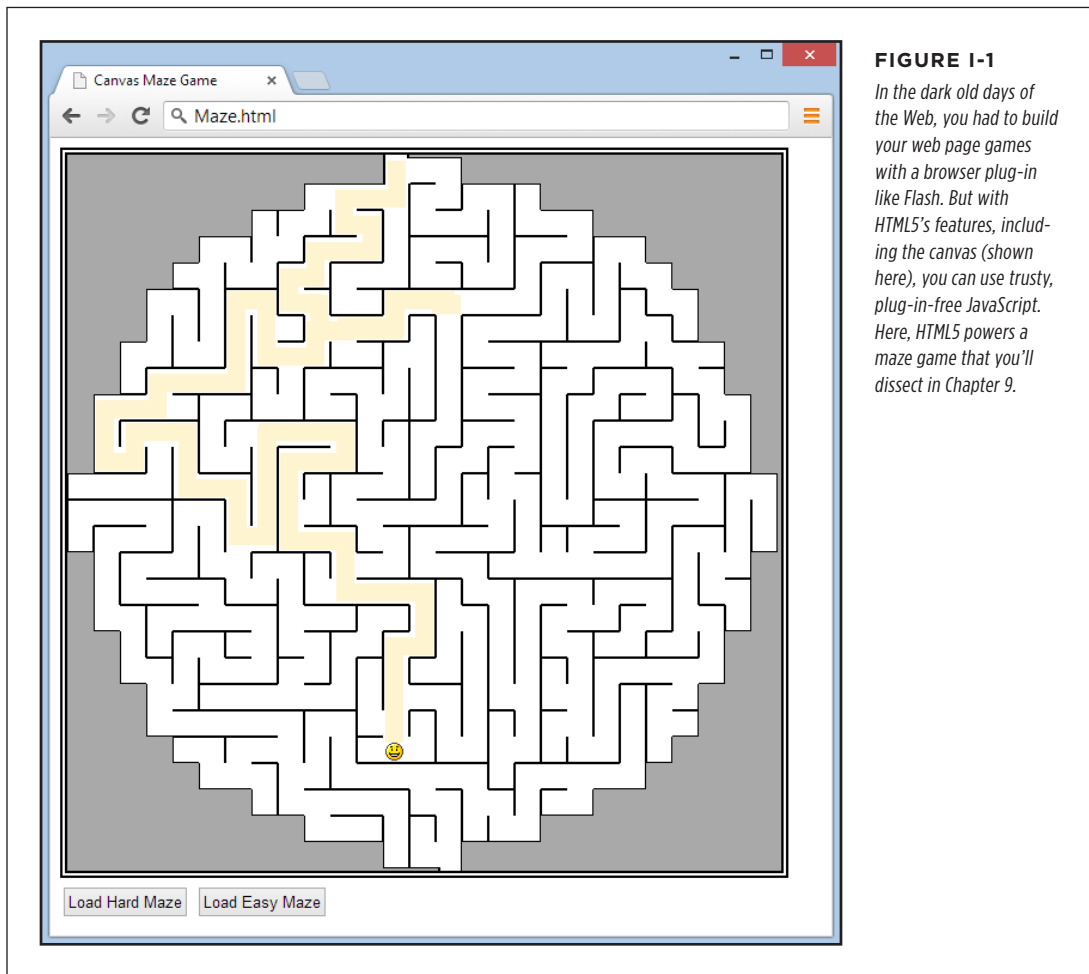 Canvas Maze Game
Maze.html
Load Hard Maze
Load Easy Maze
FIGURE I-1
In the dark old days of
the Web, you had to build
your web page games
with a browser plug-in
like Flash. But with
HTML5's features, includ-
ing the canvas (shown
here), you can use trusty,
plug-in-free JavaScript.
Here, HTML5 powers a
maze game that you'll
dissect in Chapter 9.